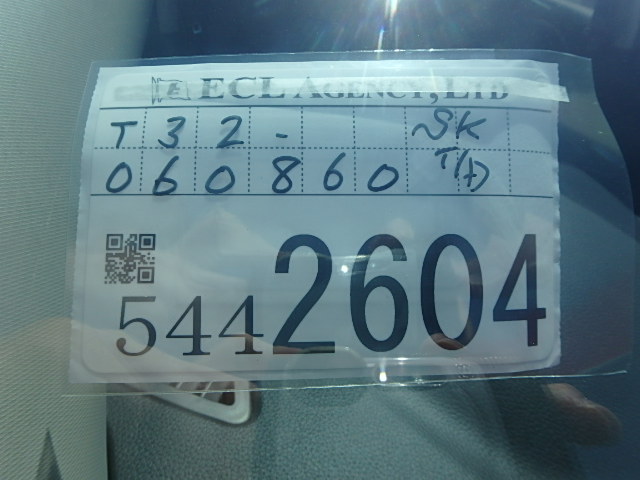 ECL AGENCY, LTD
T 3 2 - SK
0 6 0 8 6 0 T/A
5442604